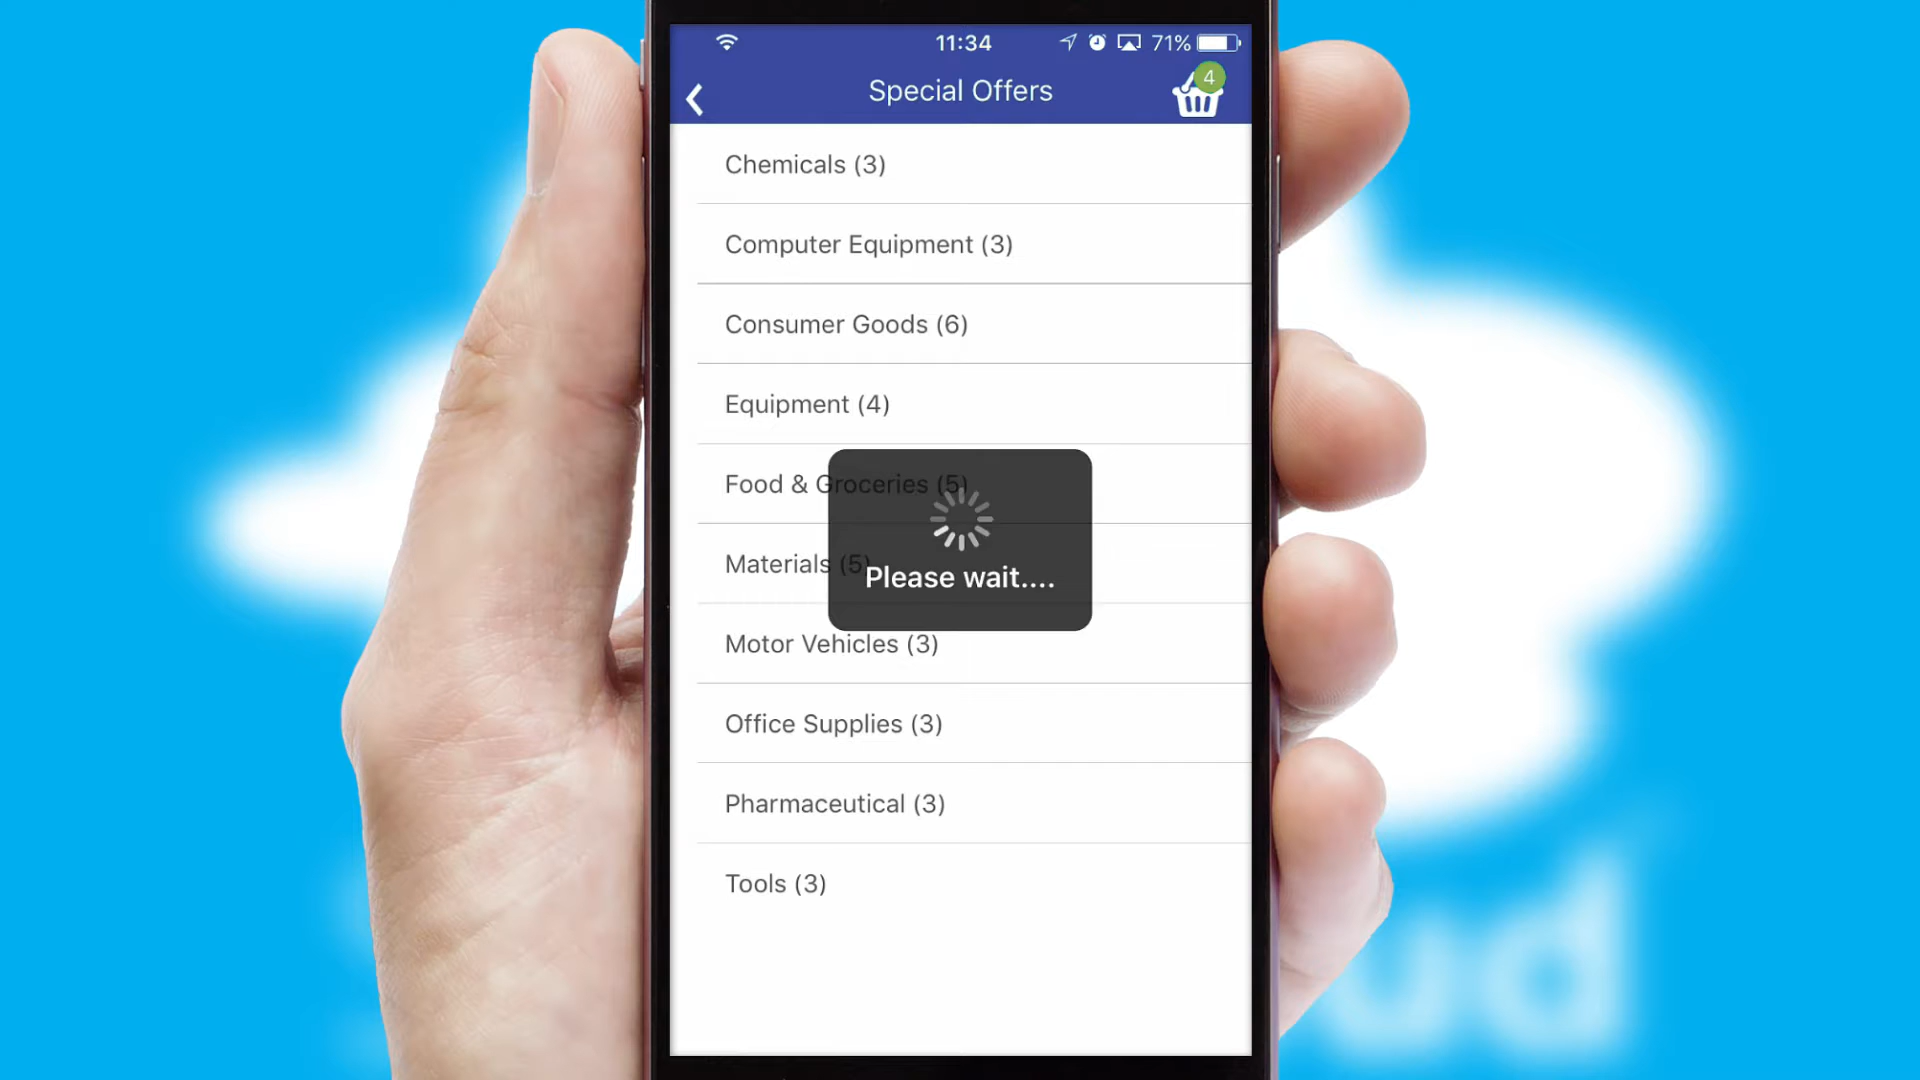 11:34
71%
Special Offers
4
Chemicals (3)
Computer Equipment (3)
Consumer Goods (6)
Equipment (4)
Food & Groceries (5)
Materials (5)
Please wait....
Motor Vehicles (3)
Office Supplies (3)
Pharmaceutical (3)
Tools (3)
ud